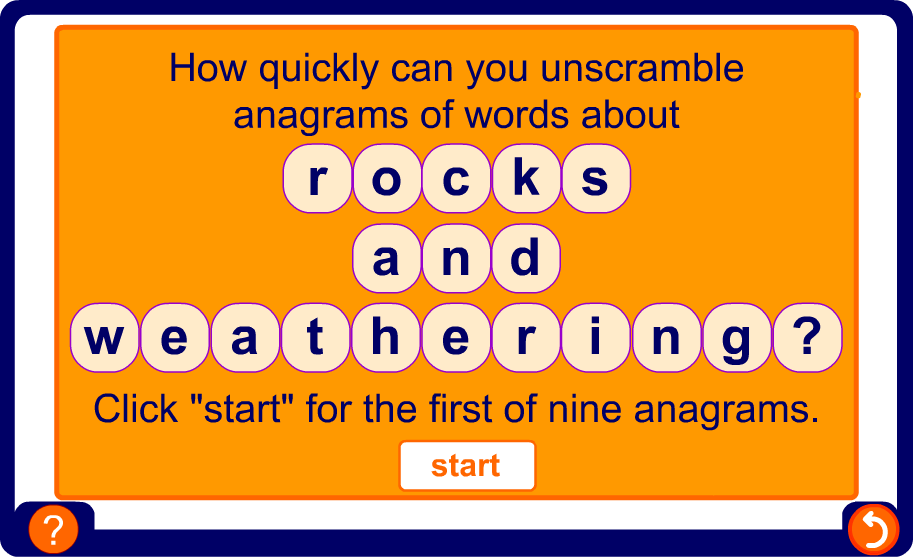 How quickly can you unscramble
anagrams of words about
rocks
and
weathering?
Click "start" for the first of nine anagrams.
start
?